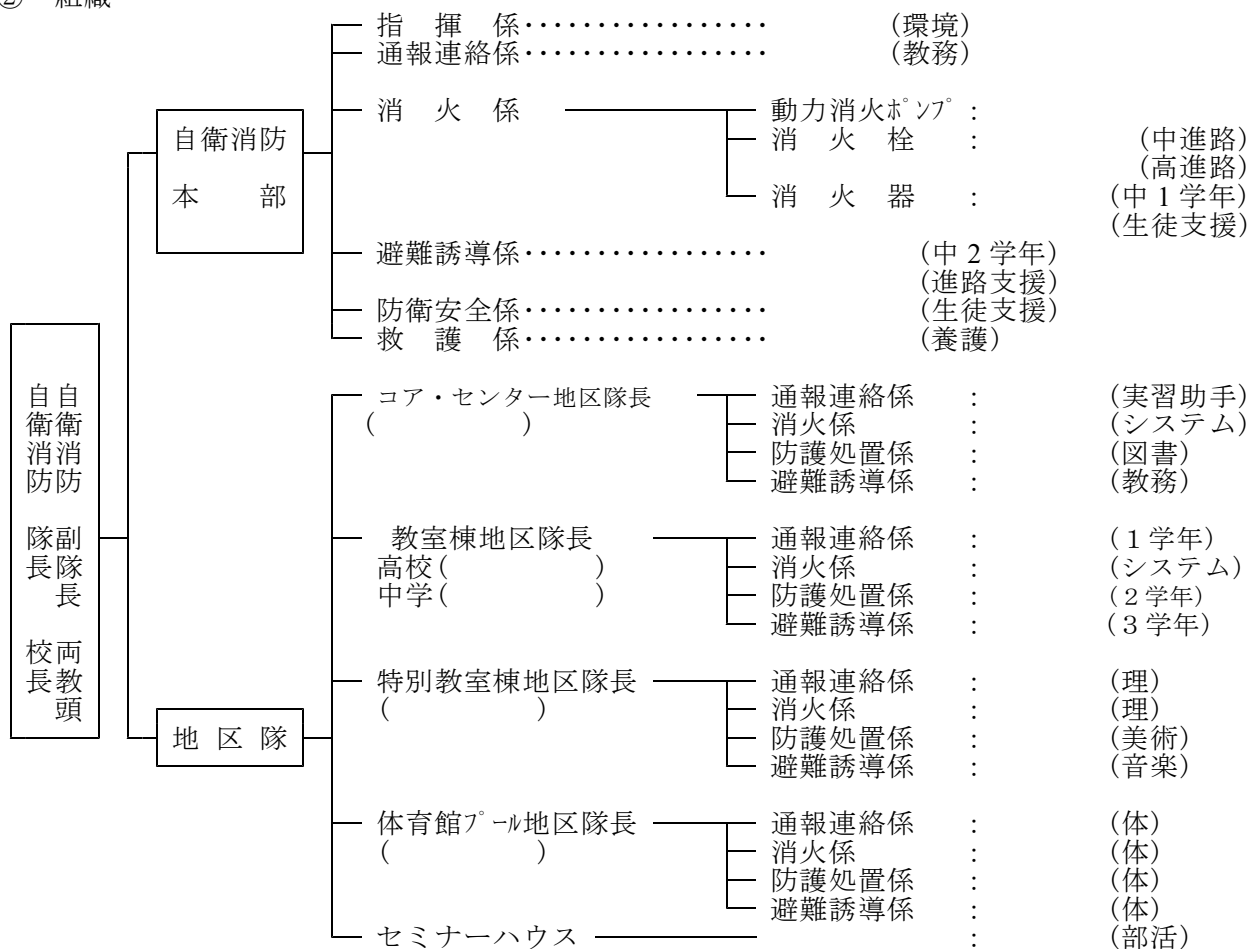 ② 組織
指揮係・・・・・・・・・・・・・・・・・ (環境)
通報連絡係・・・・・・・・・・・・・・・・・ (教務)
消火係 動力消火ポンプ :
消火栓 : (中進路)
(高進路)
消火器 : (中1学年)
(生徒支援)
自衛消防
本部
避難誘導係・・・・・・・・・・・・・・・・・ (中2学年)
(進路支援)
防衛安全係・・・・・・・・・・・・・・・・・ (生徒支援)
救護係・・・・・・・・・・・・・・・・・ (養護)
自衛消防 副隊長 両教頭
自衛消防 隊長 校長
コア・センター地区隊長 通報連絡係 : (実習助手)
( ) 消火係 : (システム)
防護処置係 : (図書)
避難誘導係 : (教務)
教室棟地区隊長 通報連絡係 : (1学年)
高校( ) 消火係 : (システム)
中学( ) 防護処置係 : (2学年)
避難誘導係 : (3学年)
地区隊
特別教室棟地区隊長 通報連絡係 : (理)
( ) 消火係 : (理)
防護処置係 : (美術)
避難誘導係 : (音楽)
体育館プール地区隊長 通報連絡係 : (体)
( ) 消火係 : (体)
防護処置係 : (体)
避難誘導係 : (体)
セミナーハウス : (部活)